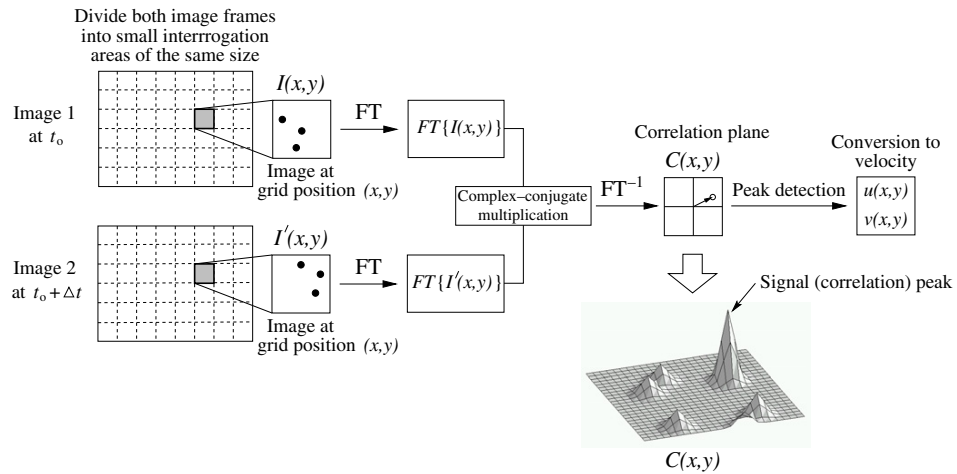 Divide both image frames
into small interrrogation
areas of the same size
Image 1
at tₒ
I(x,y)
Image at
grid position (x,y)
FT
FT{I(x,y)}
Image 2
at tₒ + Δt
I′(x,y)
Image at
grid position (x,y)
FT
FT{I′(x,y)}
Complex–conjugate
multiplication
FT⁻¹
Correlation plane
C(x,y)
Peak detection
Conversion to
velocity
u(x,y)
v(x,y)
Signal (correlation) peak
C(x,y)